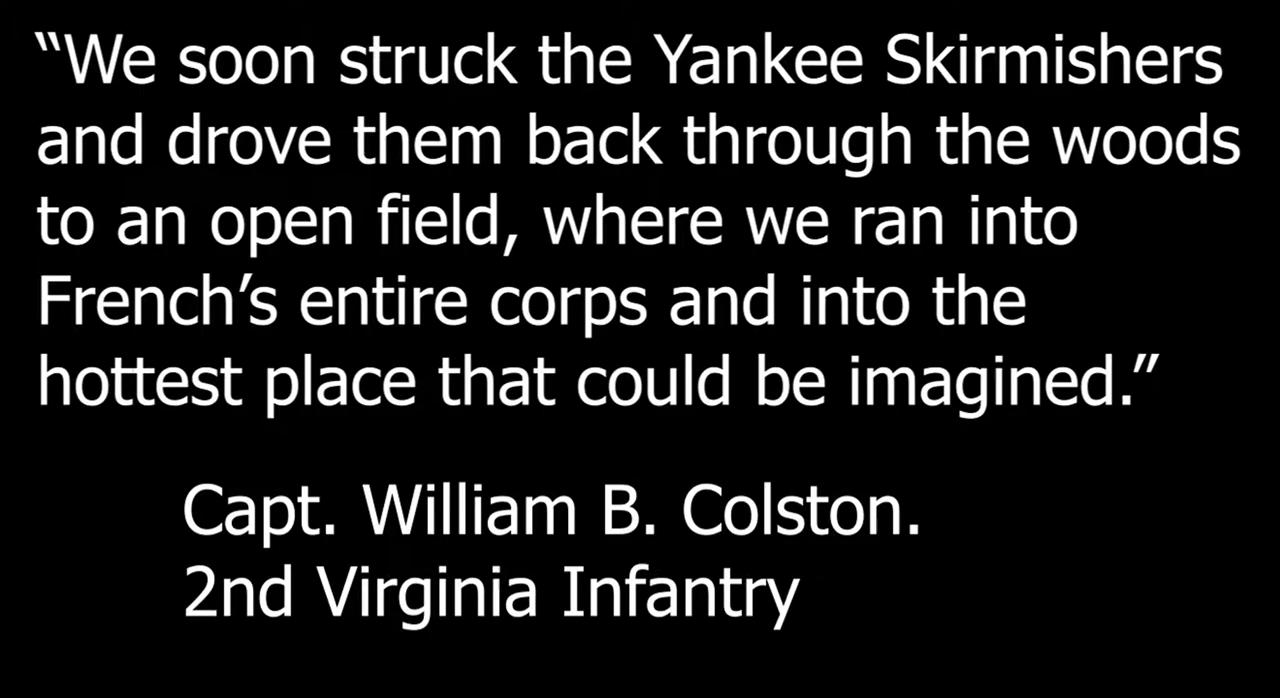 “We soon struck the Yankee Skirmishers
and drove them back through the woods
to an open field, where we ran into
French’s entire corps and into the
hottest place that could be imagined.”
Capt. William B. Colston.
2nd Virginia Infantry